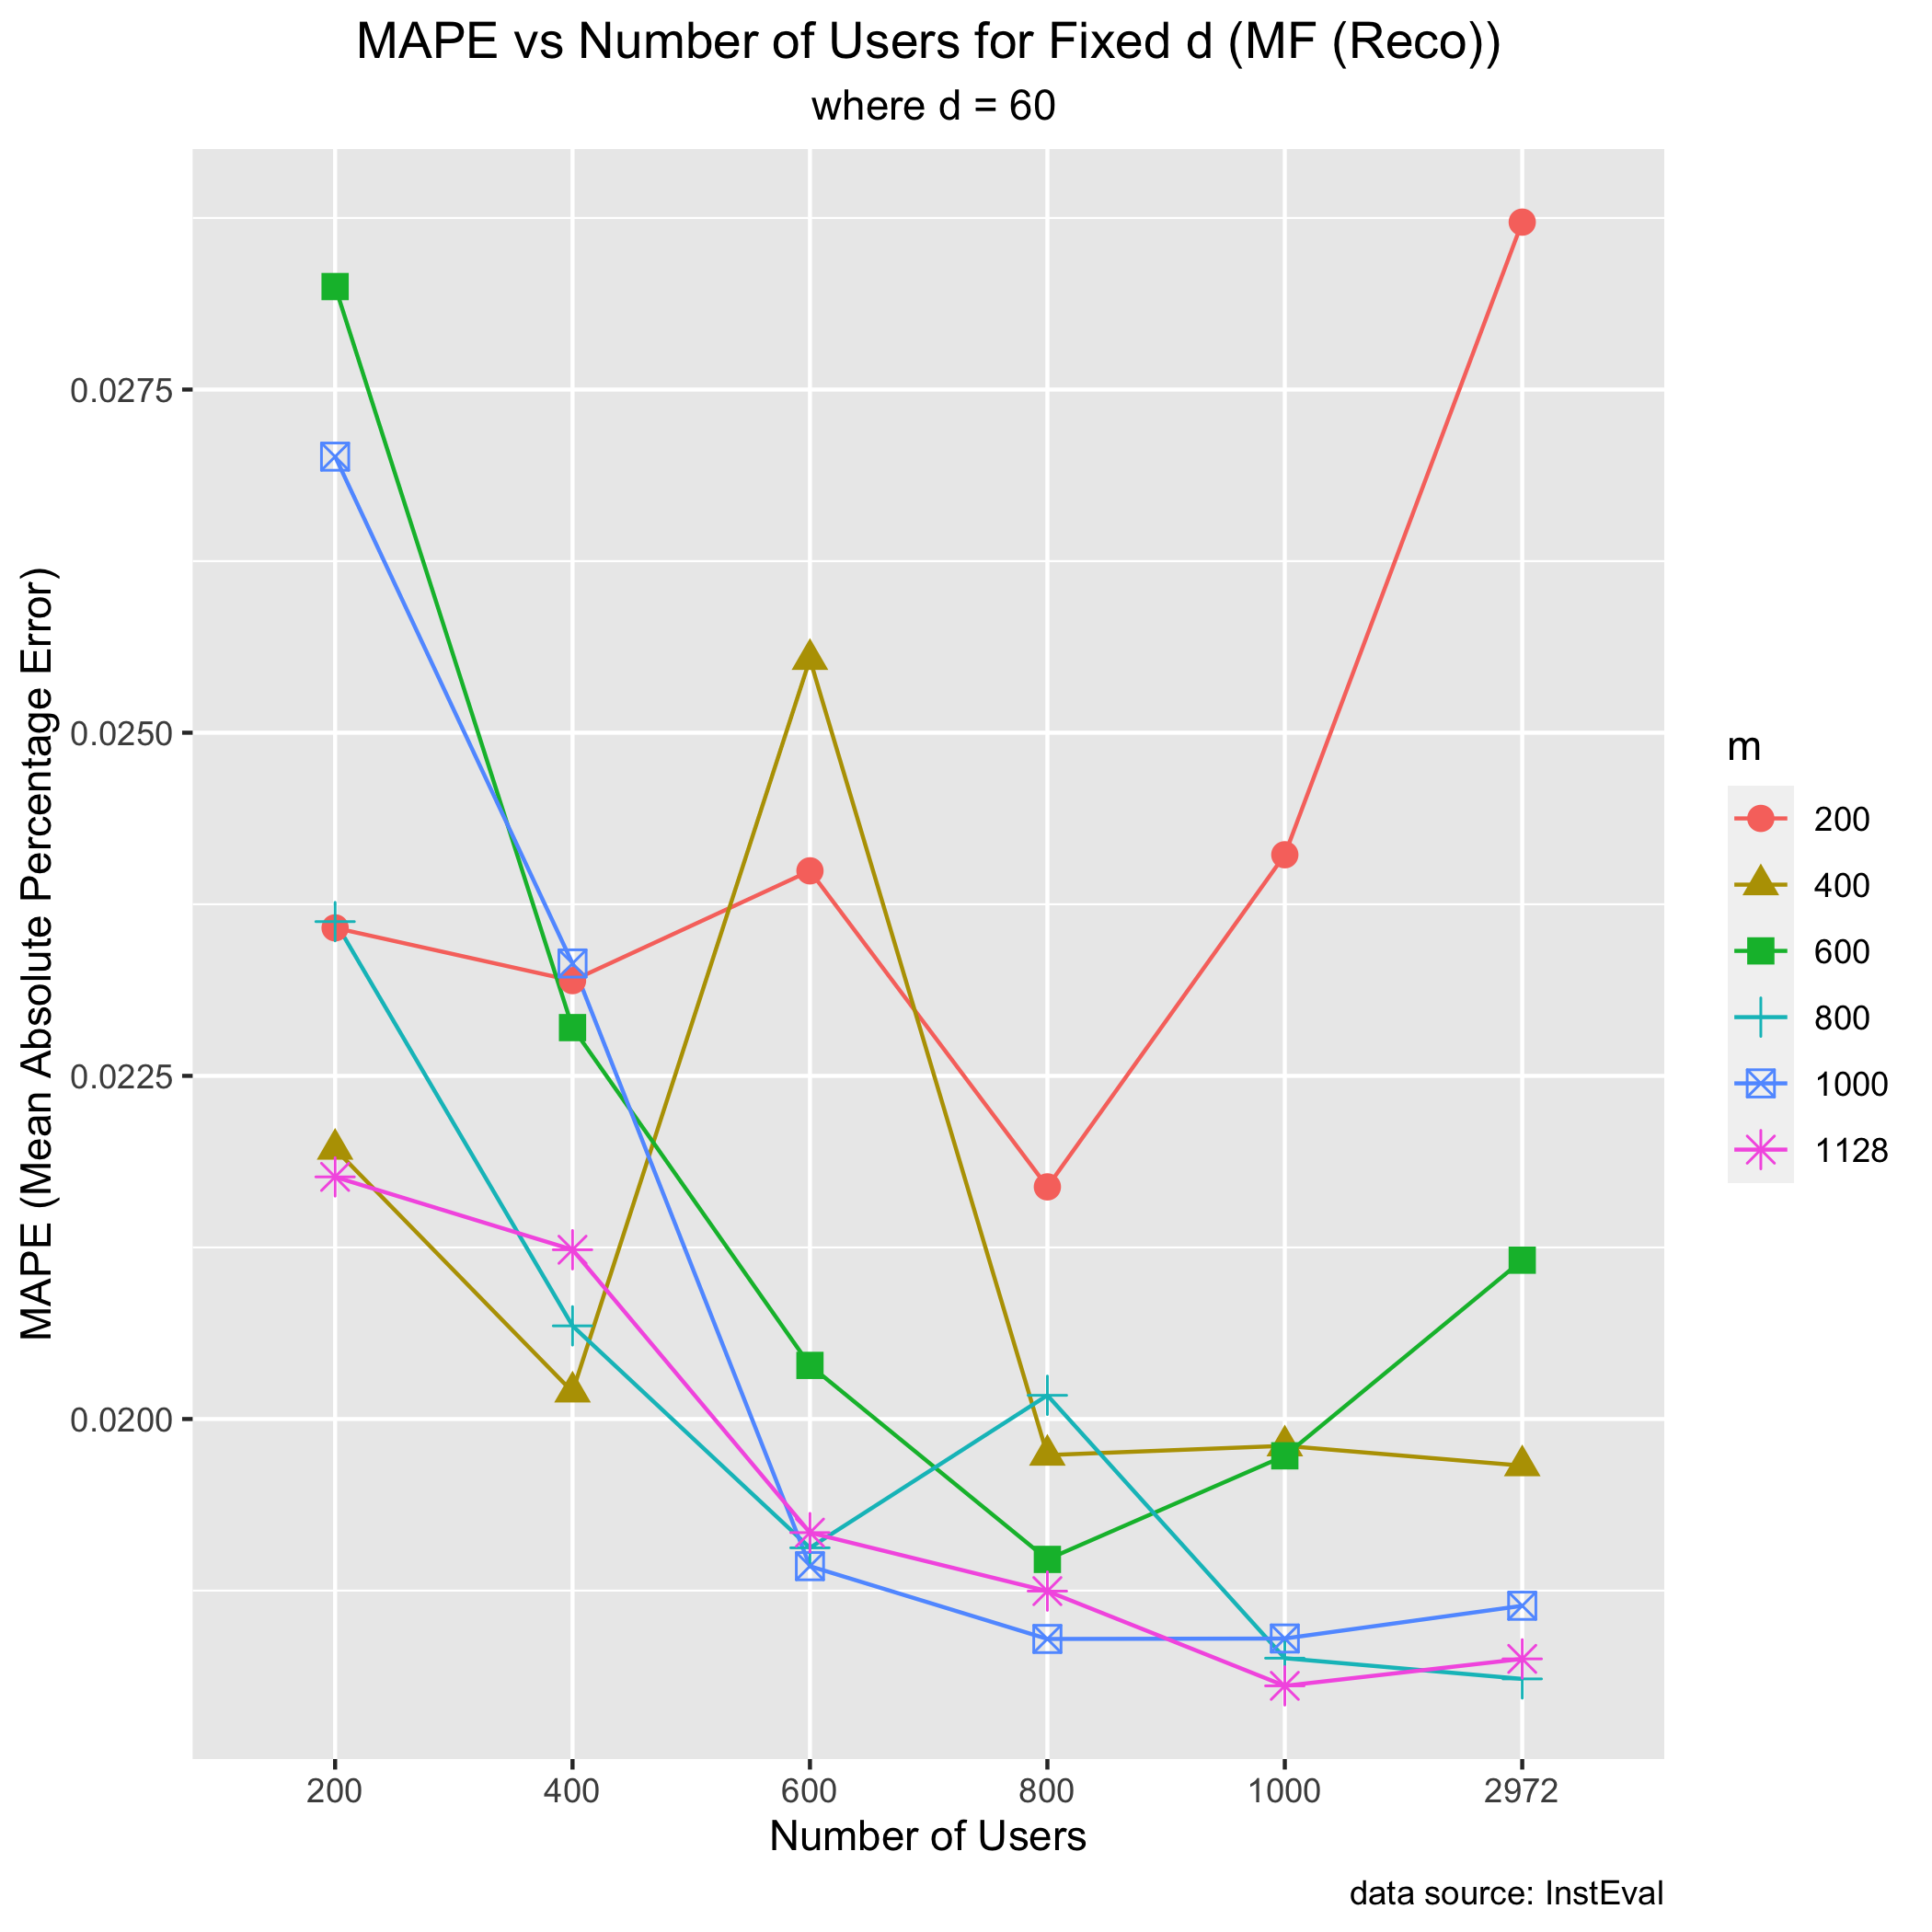 MAPE vs Number of Users for Fixed d (MF (Reco))
where d = 60
MAPE (Mean Absolute Percentage Error)
0.0275
0.0250
0.0225
0.0200
200 400 600 800 1000 2972
Number of Users
m
200
400
600
800
1000
1128
data source: InstEval